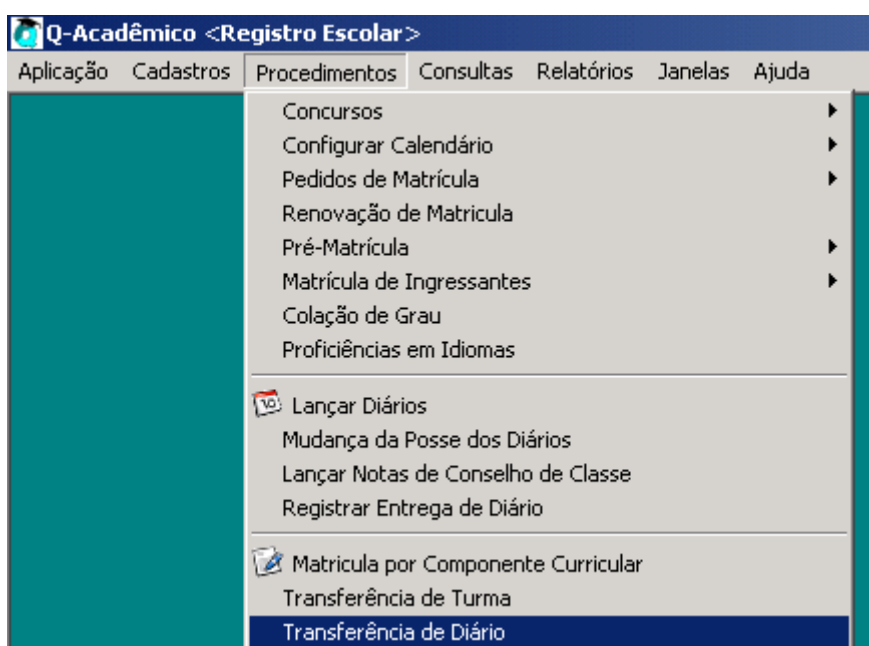 Q-Acadêmico <Registro Escolar>
Aplicação Cadastros Procedimentos Consultas Relatórios Janelas Ajuda
Concursos
Configurar Calendário
Pedidos de Matrícula
Renovação de Matricula
Pré-Matrícula
Matrícula de Ingressantes
Colação de Grau
Proficiências em Idiomas
10 Lançar Diários
Mudança da Posse dos Diários
Lançar Notas de Conselho de Classe
Registrar Entrega de Diário
Matricula por Componente Curricular
Transferência de Turma
Transferência de Diário